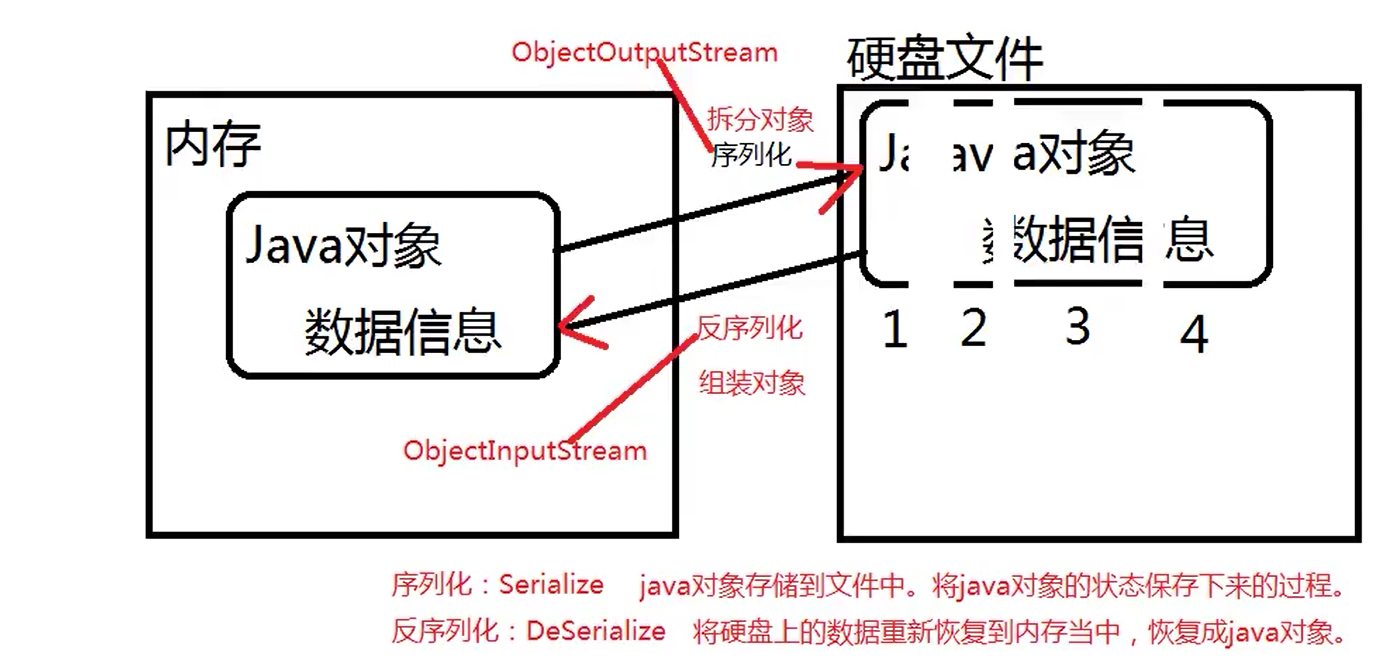 ObjectOutputStream
硬盘文件
内存
拆分对象
序列化
Java对象
数据信息
Ja av a对象
数 数据信 息
1 2 3 4
反序列化
组装对象
ObjectInputStream
序列化：Serialize java对象存储到文件中。将java对象的状态保存下来的过程。
反序列化：DeSerialize 将硬盘上的数据重新恢复到内存当中，恢复成java对象。